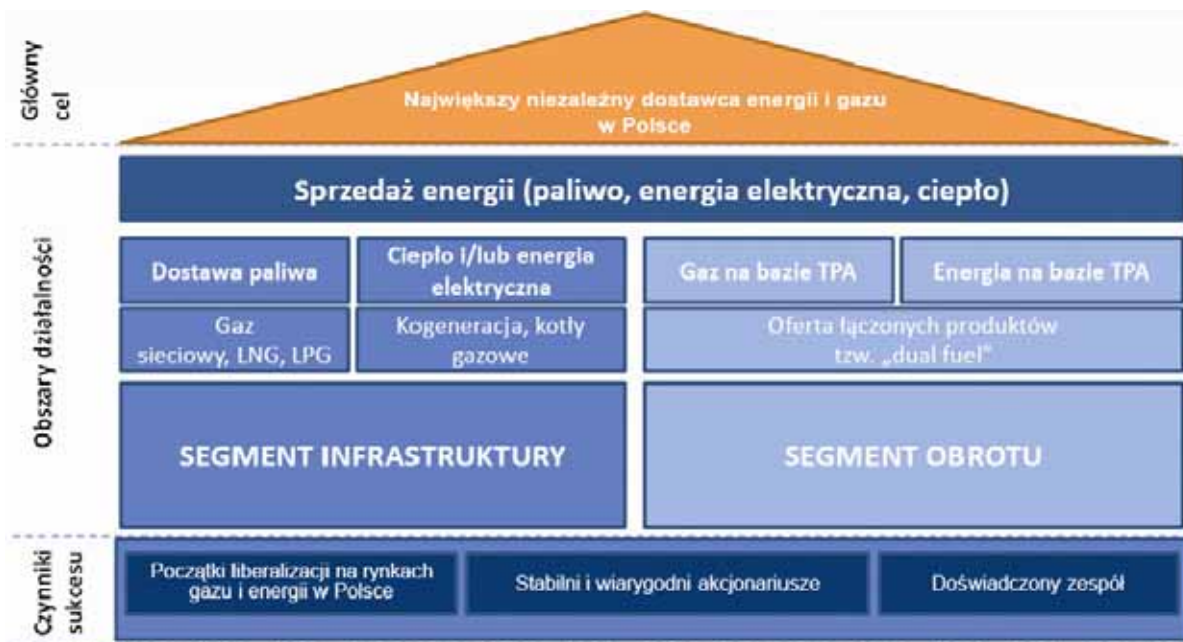 Główny
cel
Największy niezależny dostawca energii i gazu
w Polsce
Obszary działalności
Sprzedaż energii (paliwo, energia elektryczna, ciepło)
Dostawa paliwa
Ciepło i/lub energia
elektryczna
Gaz na bazie TPA
Energia na bazie TPA
Gaz
sieciowy, LNG, LPG
Kogeneracja, kotły
gazowe
Oferta łączonych produktów
tzw. „dual fuel”
SEGMENT INFRASTRUKTURY
SEGMENT OBROTU
Czynniki
sukcesu
Początki liberalizacji na rynkach
gazu i energii w Polsce
Stabilni i wiarygodni akcjonariusze
Doświadczony zespół